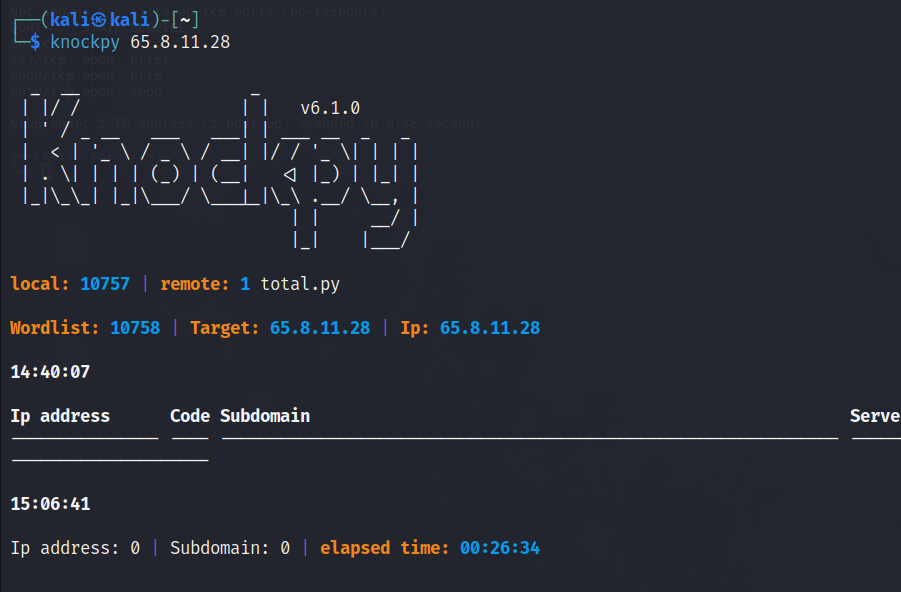 ┌──(kali㉿kali)-[~]
└─$ knockpy 65.8.11.28
v6.1.0
knockpy
local: 10757 | remote: 1 total.py
Wordlist: 10758 | Target: 65.8.11.28 | Ip: 65.8.11.28
14:40:07
Ip address Code Subdomain Serve
15:06:41
Ip address: 0 | Subdomain: 0 | elapsed time: 00:26:34